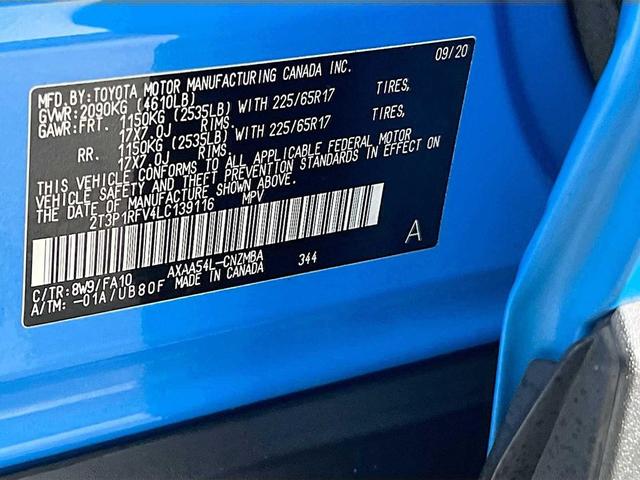 MFD.BY:TOYOTA MOTOR MANUFACTURING CANADA INC. 09/20
GVWR:2090KG (4610LB)
GAWR:FRT. 1150KG (2535LB) WITH 225/65R17 TIRES,
17X7.0J RIMS.
RR. 1150KG (2535LB) WITH 225/65R17 TIRES,
17X7.0J RIMS.
THIS VEHICLE CONFORMS TO ALL APPLICABLE FEDERAL MOTOR
VEHICLE SAFETY AND THEFT PREVENTION STANDARDS IN EFFECT ON
THE DATE OF MANUFACTURE SHOWN ABOVE.
2T3P1RFV4LC139116 MPV
A
C/TR:8W9/FA10 AXAA54L-CNZMBA 344
A/TM: -01A/UB80F MADE IN CANADA